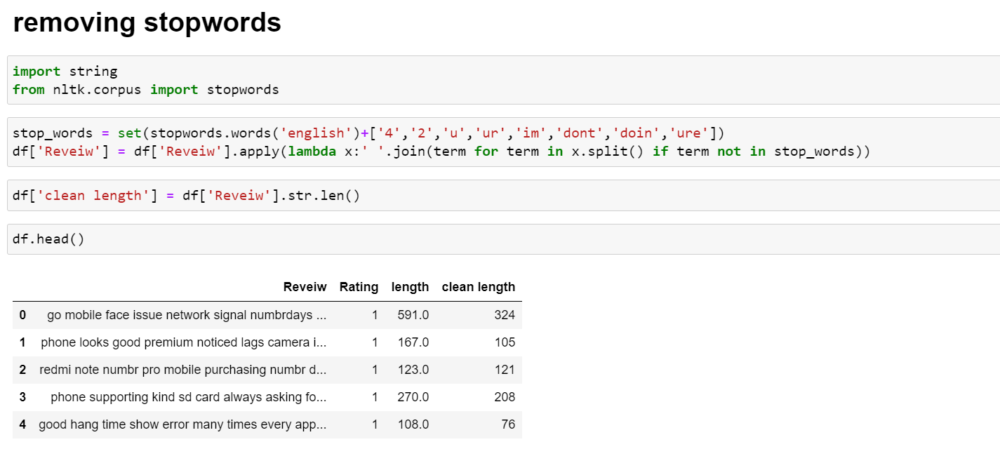 removing stopwords
import string
from nltk.corpus import stopwords
stop_words = set(stopwords.words('english')+['4','2','u','ur','im','dont','doin','ure'])
df['Reveiw'] = df['Reveiw'].apply(lambda x:' '.join(term for term in x.split() if term not in stop_words))
df['clean length'] = df['Reveiw'].str.len()
df.head()
Reveiw Rating length clean length
0 go mobile face issue network signal numbrdays ... 1 591.0 324
1 phone looks good premium noticed lags camera i... 1 167.0 105
2 redmi note numbr pro mobile purchasing numbr d... 1 123.0 121
3 phone supporting kind sd card always asking fo... 1 270.0 208
4 good hang time show error many times every app... 1 108.0 76